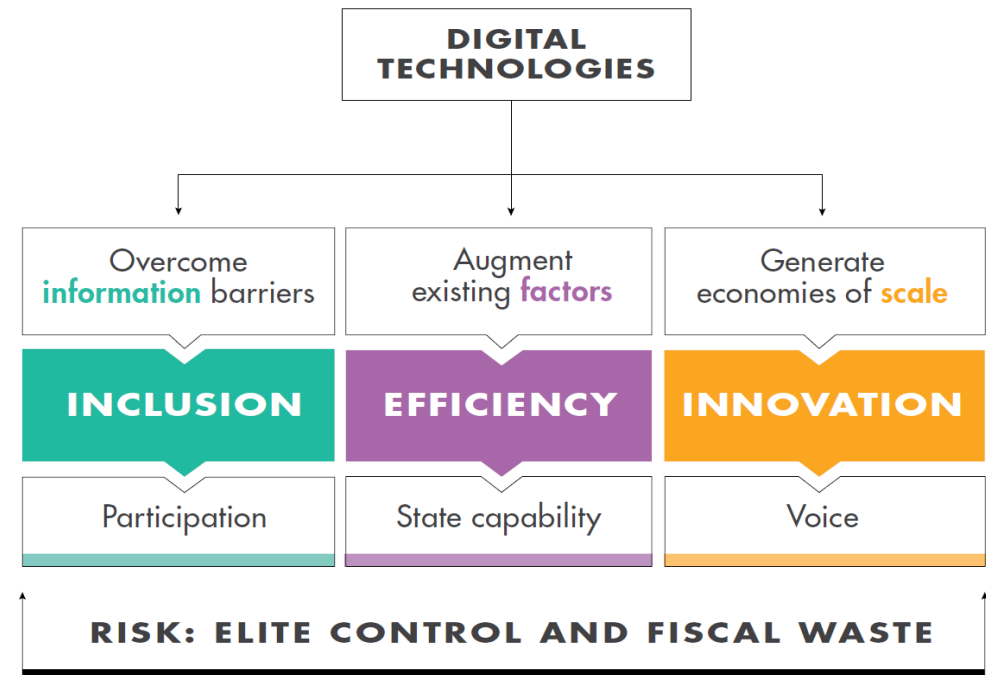 DIGITAL
TECHNOLOGIES
Overcome
information barriers
Augment
existing factors
Generate
economies of scale
INCLUSION
EFFICIENCY
INNOVATION
Participation
State capability
Voice
RISK: ELITE CONTROL AND FISCAL WASTE